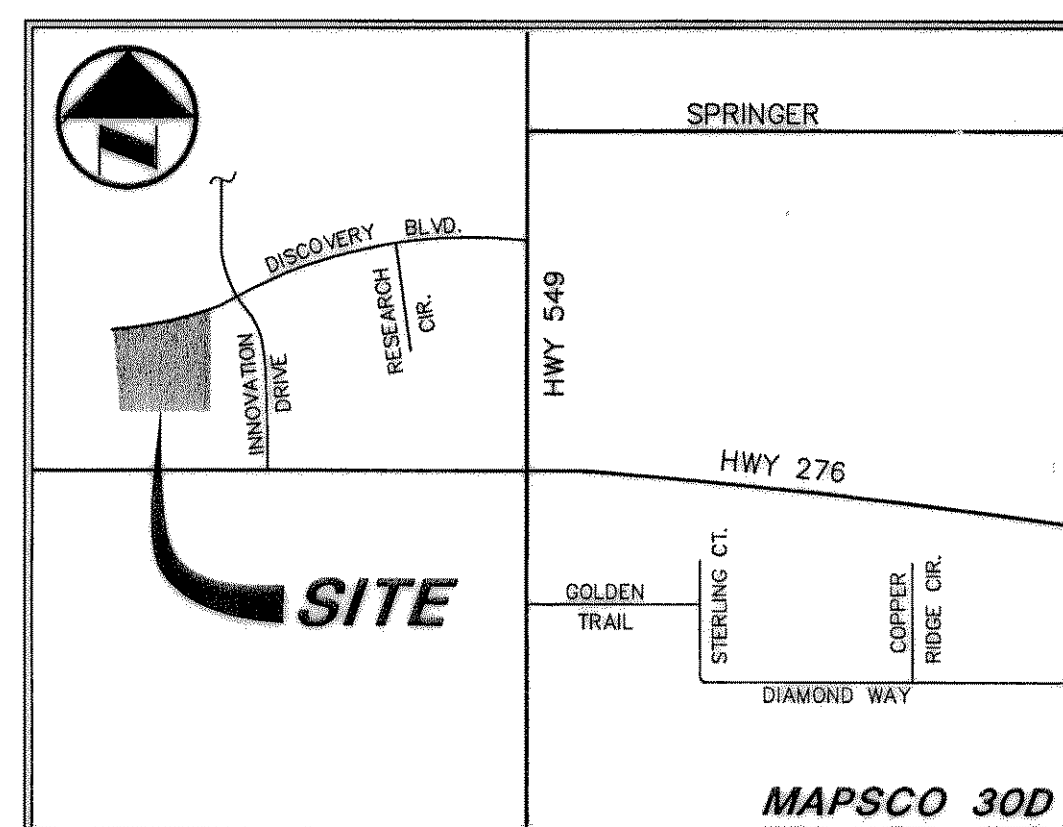 SPRINGER
DISCOVERY BLVD.
RESEARCH
CIR.
HWY 549
INNOVATION
DRIVE
HWY 276
SITE
GOLDEN
TRAIL
STERLING CT.
COPPER
RIDGE CIR.
DIAMOND WAY
MAPSCO 30D